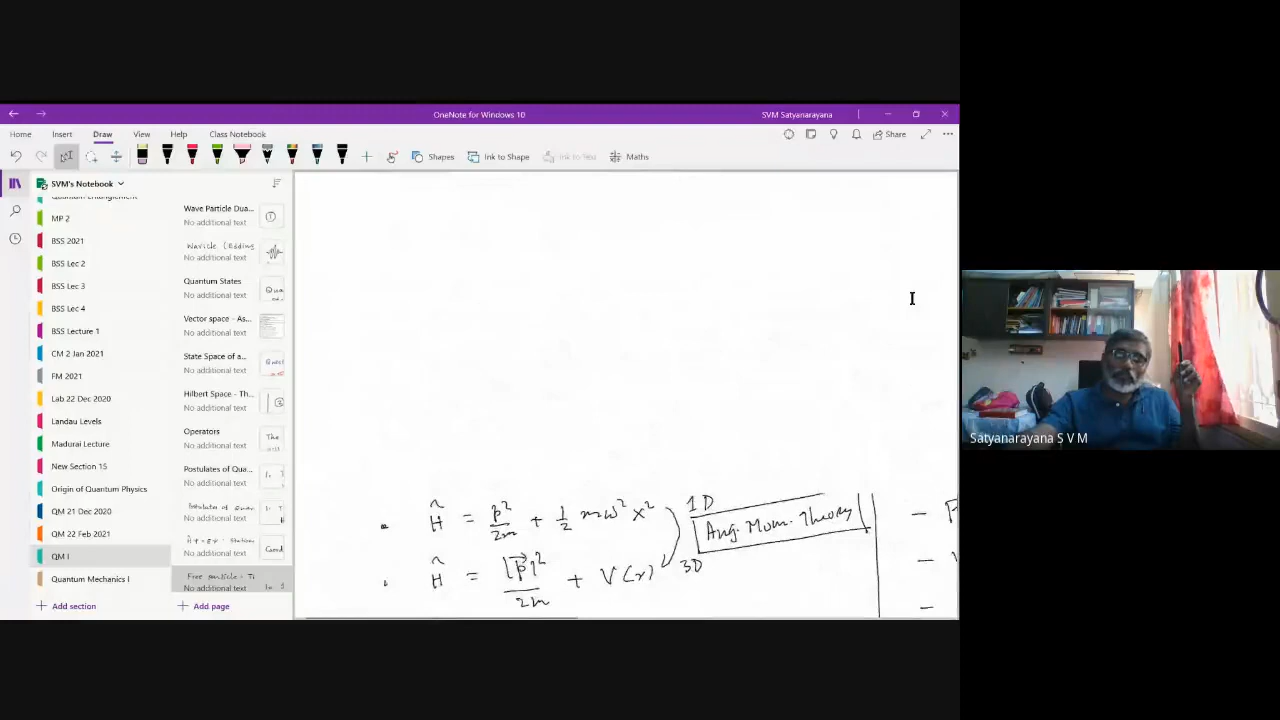 OneNote for Windows 10
SVM Satyanarayana
Home Insert Draw View Help Class Notebook
Share
Shapes
Ink to Shape
Ink to Text
Maths
SVM's Notebook
Quantum Entanglement
MP 2
BSS 2021
BSS Lec 2
BSS Lec 3
BSS Lec 4
BSS Lecture 1
CM 2 Jan 2021
FM 2021
Lab 22 Dec 2020
Landau Levels
Madurai Lecture
New Section 15
Origin of Quantum Physics
QM 21 Dec 2020
QM 22 Feb 2021
QM I
Quantum Mechanics I
Add section
Wave Particle Dua...
No additional text
No additional text
Quantum States
No additional text
Vector space - As...
No additional text
State Space of a...
No additional text
Hilbert Space - Th...
No additional text
Operators
No additional text
Postulates of Qua...
No additional text
No additional text
No additional text
Free particle - Ti
No additional text
Add page
Ĥ = p²/2m + 1/2 mω² x² 1D
Ang. Mom. Theory
Ĥ = |p⃗|²/2m + V(r) 3D
Satyanarayana S V M